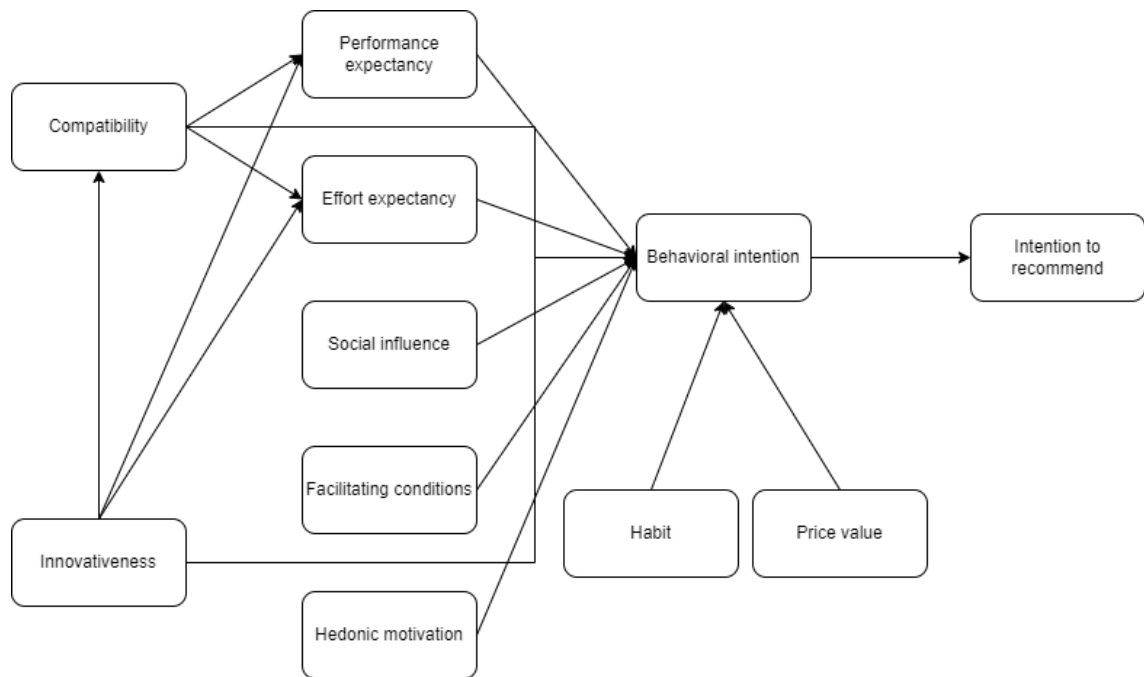 Performance
expectancy
Compatibility
Effort expectancy
Behavioral intention
Intention to
recommend
Social influence
Facilitating conditions
Habit
Price value
Innovativeness
Hedonic motivation